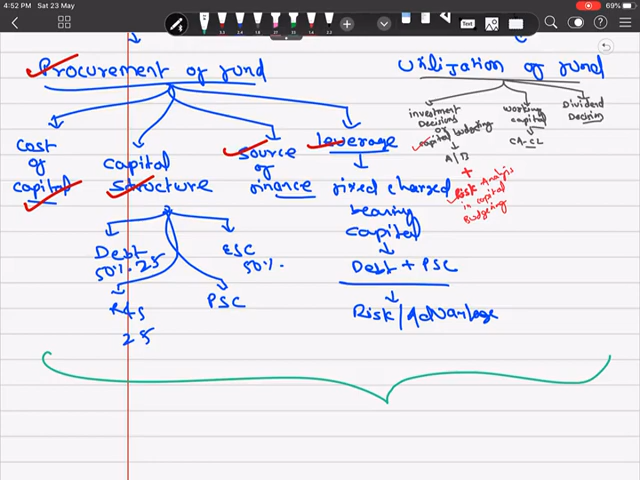 4:52 PM Sat 23 May
69%
Text
Procurement of fund
Utilization of fund
Cost
of
capital
capital
structure
Source
of
finance
Leverage
fixed charged
bearing
capital
Debt + PSC
Risk/Advantage
Debt
50% 25
ESC
50%
R&S
25
PSC
investment
Decisions
or
capital budgeting
A/B
+
Risk Analysis
in capital
Budgeting
working
capital
CA-CL
Dividend
Decision